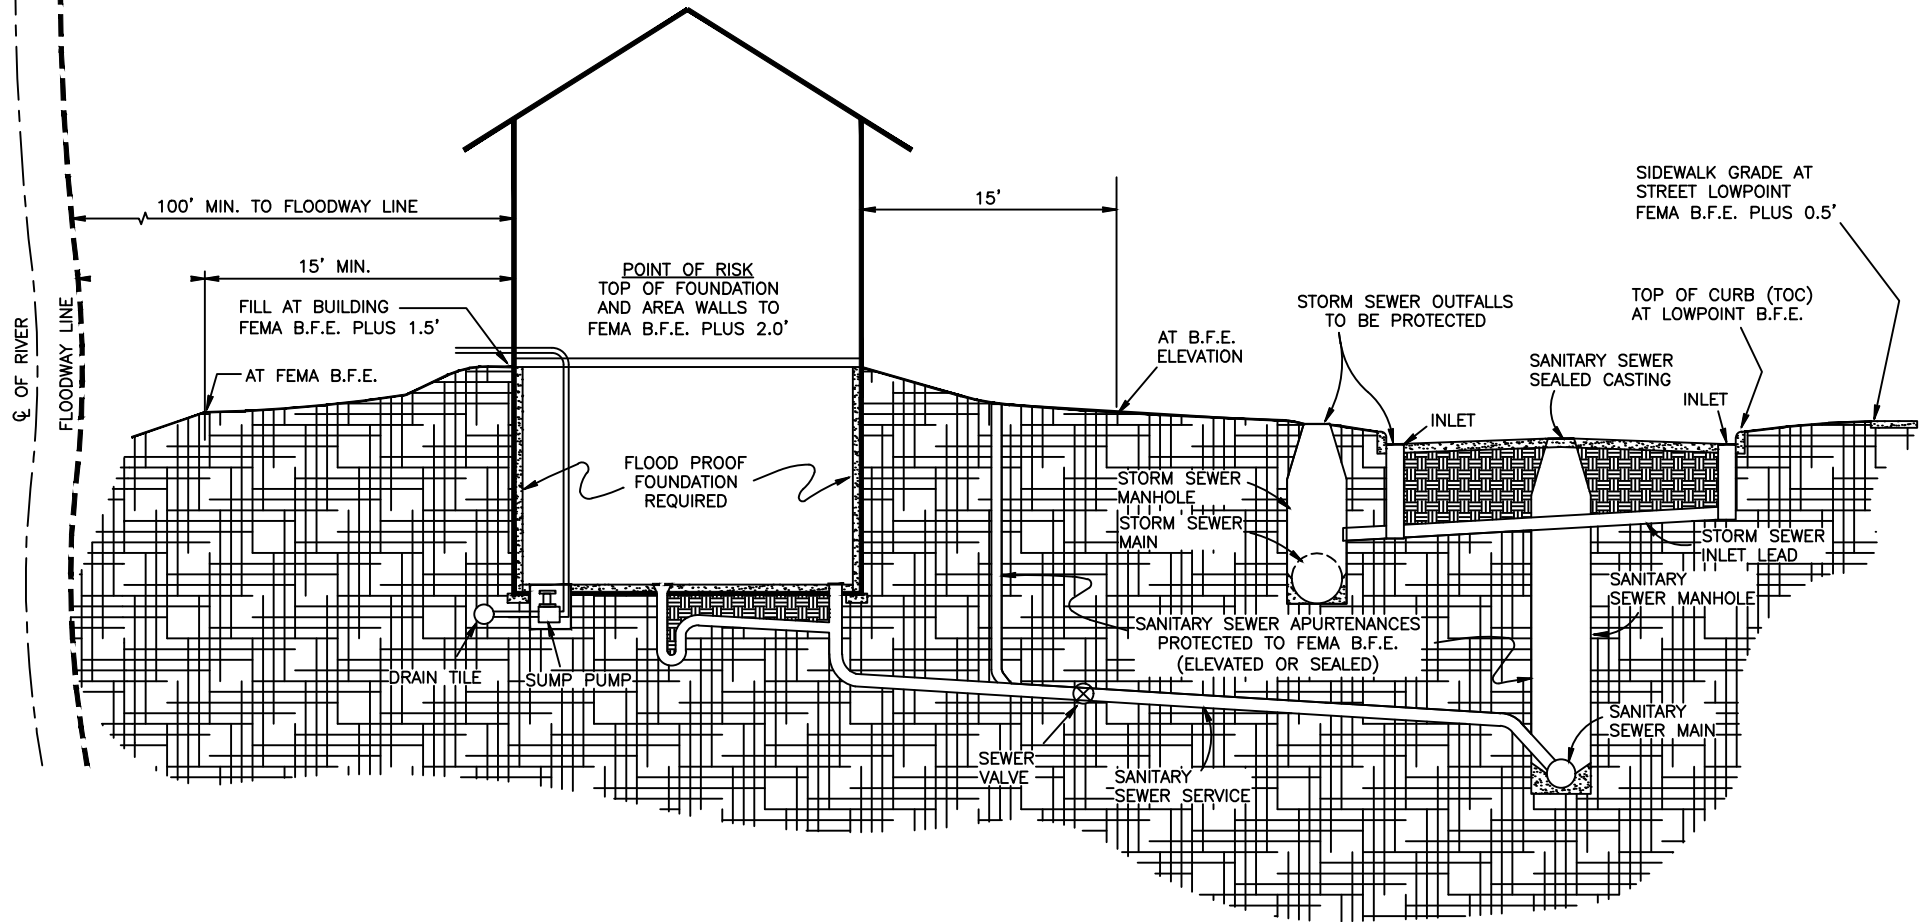 ℄ OF RIVER
FLOODWAY LINE
100' MIN. TO FLOODWAY LINE
15' MIN.
FILL AT BUILDING
FEMA B.F.E. PLUS 1.5'
AT FEMA B.F.E.
POINT OF RISK
TOP OF FOUNDATION
AND AREA WALLS TO
FEMA B.F.E. PLUS 2.0'
FLOOD PROOF
FOUNDATION
REQUIRED
DRAIN TILE
SUMP PUMP
15'
AT B.F.E.
ELEVATION
STORM SEWER OUTFALLS
TO BE PROTECTED
SIDEWALK GRADE AT
STREET LOWPOINT
FEMA B.F.E. PLUS 0.5'
TOP OF CURB (TOC)
AT LOWPOINT B.F.E.
SANITARY SEWER
SEALED CASTING
INLET
INLET
STORM SEWER
MANHOLE
STORM SEWER
MAIN
STORM SEWER
INLET LEAD
SANITARY
SEWER MANHOLE
SANITARY SEWER APURTENANCES
PROTECTED TO FEMA B.F.E.
(ELEVATED OR SEALED)
SANITARY
SEWER MAIN
SEWER
VALVE
SANITARY
SEWER SERVICE